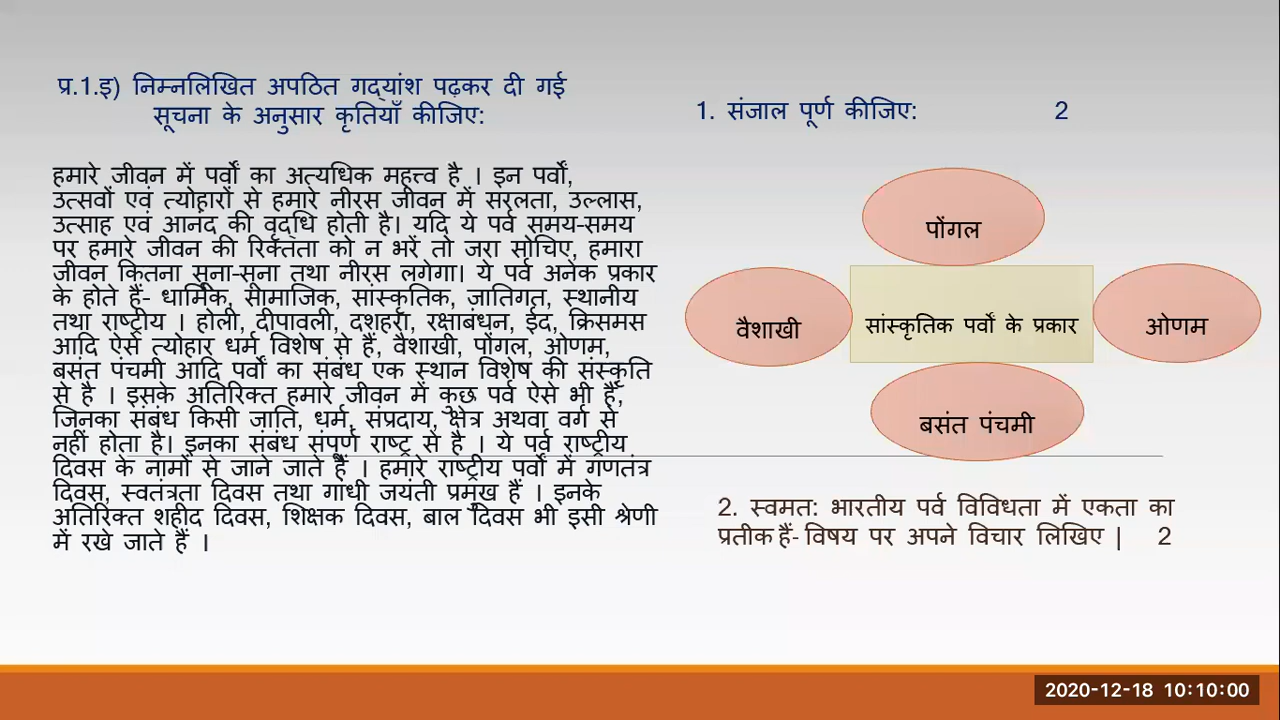 प्र.1.इ) निम्नलिखित अपठित गद्यांश पढ़कर दी गई
सूचना के अनुसार कृतियाँ कीजिए:
हमारे जीवन में पर्वों का अत्यधिक महत्त्व है । इन पर्वों,
उत्सवों एवं त्योहारों से हमारे नीरस जीवन में सरलता, उल्लास,
उत्साह एवं आनंद की वृद्धि होती है। यदि ये पर्व समय-समय
पर हमारे जीवन की रिक्तता को न भरें तो जरा सोचिए, हमारा
जीवन कितना सूना-सूना तथा नीरस लगेगा। ये पर्व अनेक प्रकार
के होते हैं- धार्मिक, सामाजिक, सांस्कृतिक, जातिगत, स्थानीय
तथा राष्ट्रीय । होली, दीपावली, दशहरा, रक्षाबंधन, ईद, क्रिसमस
आदि ऐसे त्योहार धर्म विशेष से हैं, वैशाखी, पोंगल, ओणम,
बसंत पंचमी आदि पर्वों का संबंध एक स्थान विशेष की संस्कृति
से है । इसके अतिरिक्त हमारे जीवन में कुछ पर्व ऐसे भी हैं,
जिनका संबंध किसी जाति, धर्म, संप्रदाय, क्षेत्र अथवा वर्ग से
नहीं होता है। इनका संबंध संपूर्ण राष्ट्र से है । ये पर्व राष्ट्रीय
दिवस के नामों से जाने जाते हैं । हमारे राष्ट्रीय पर्वों में गणतंत्र
दिवस, स्वतंत्रता दिवस तथा गांधी जयंती प्रमुख हैं । इनके
अतिरिक्त शहीद दिवस, शिक्षक दिवस, बाल दिवस भी इसी श्रेणी
में रखे जाते हैं ।
1. संजाल पूर्ण कीजिए: 2
पोंगल
वैशाखी
सांस्कृतिक पर्वों के प्रकार
ओणम
बसंत पंचमी
2. स्वमत: भारतीय पर्व विविधता में एकता का
प्रतीक हैं- विषय पर अपने विचार लिखिए | 2
2020-12-18 10:10:00